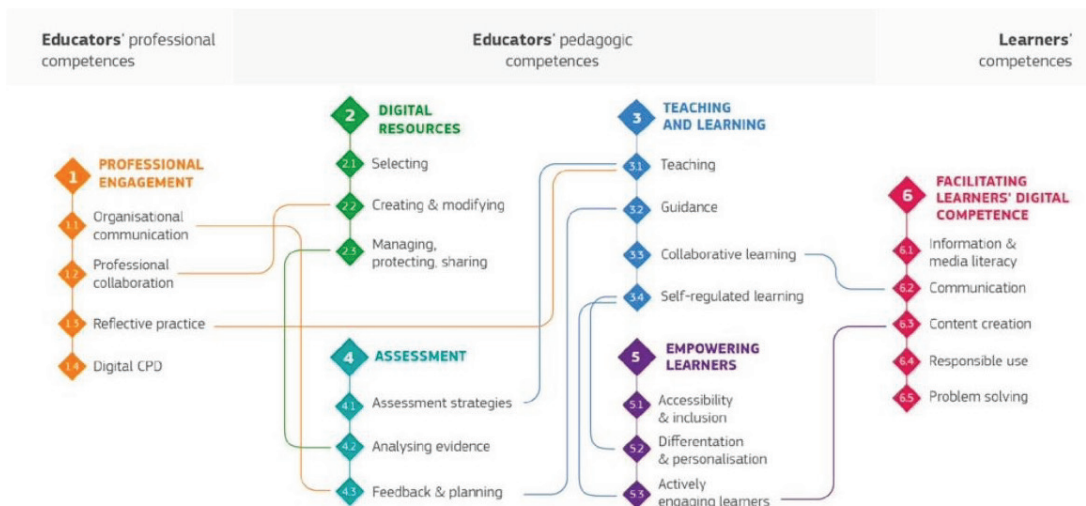 Educators' professional
competences
Educators' pedagogic
competences
Learners'
competences
1
PROFESSIONAL
ENGAGEMENT
1.1
Organisational
communication
1.2
Professional
collaboration
1.3
Reflective practice
1.4
Digital CPD
2
DIGITAL
RESOURCES
2.1
Selecting
2.2
Creating & modifying
2.3
Managing,
protecting, sharing
3
TEACHING
AND LEARNING
3.1
Teaching
3.2
Guidance
3.3
Collaborative learning
3.4
Self-regulated learning
4
ASSESSMENT
4.1
Assessment strategies
4.2
Analysing evidence
4.3
Feedback & planning
5
EMPOWERING
LEARNERS
5.1
Accessibility
& inclusion
5.2
Differentation
& personalisation
5.3
Actively
engaging learners
6
FACILITATING
LEARNERS' DIGITAL
COMPETENCE
6.1
Information &
media literacy
6.2
Communication
6.3
Content creation
6.4
Responsible use
6.5
Problem solving